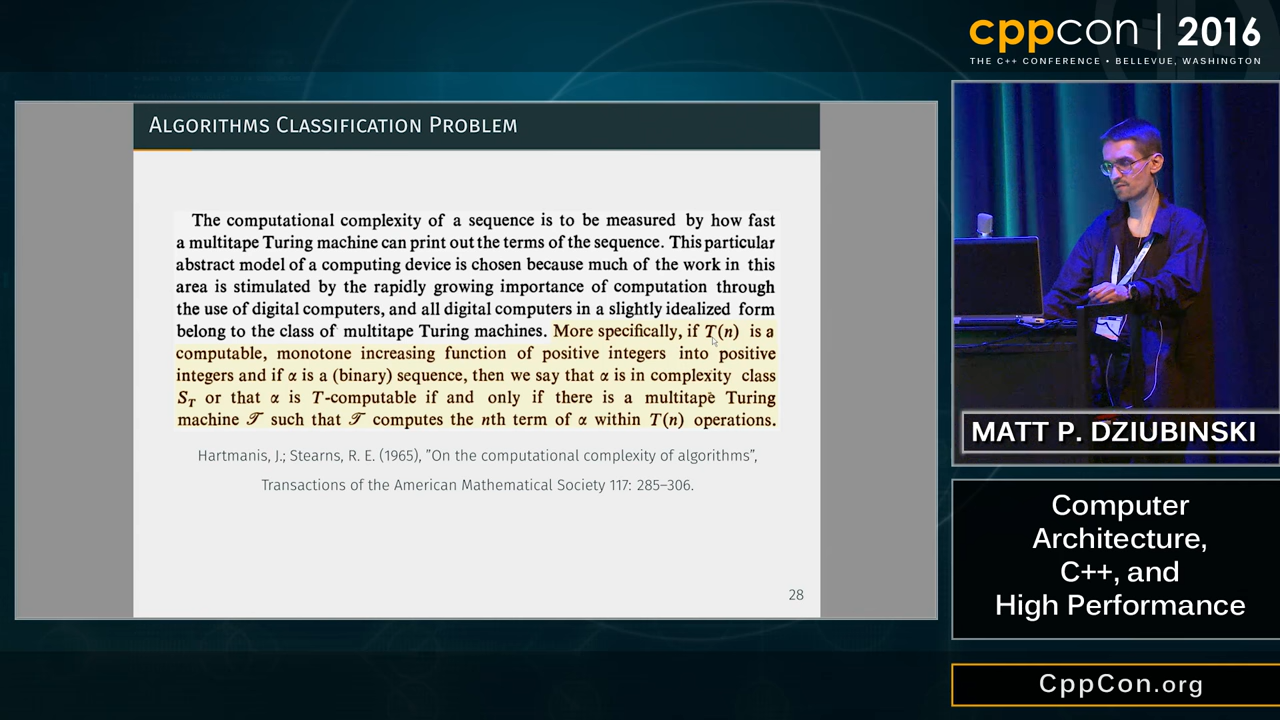 cppcon | 2016
THE C++ CONFERENCE • BELLEVUE, WASHINGTON
ALGORITHMS CLASSIFICATION PROBLEM
The computational complexity of a sequence is to be measured by how fast
a multitape Turing machine can print out the terms of the sequence. This particular
abstract model of a computing device is chosen because much of the work in this
area is stimulated by the rapidly growing importance of computation through
the use of digital computers, and all digital computers in a slightly idealized form
belong to the class of multitape Turing machines. More specifically, if T(n) is a
computable, monotone increasing function of positive integers into positive
integers and if α is a (binary) sequence, then we say that α is in complexity class
S_T or that α is T-computable if and only if there is a multitape Turing
machine 𝒯 such that 𝒯 computes the nth term of α within T(n) operations.
Hartmanis, J.; Stearns, R. E. (1965), ”On the computational complexity of algorithms”,
Transactions of the American Mathematical Society 117: 285–306.
28
MATT P. DZIUBINSKI
Computer
Architecture,
C++, and
High Performance
CppCon.org